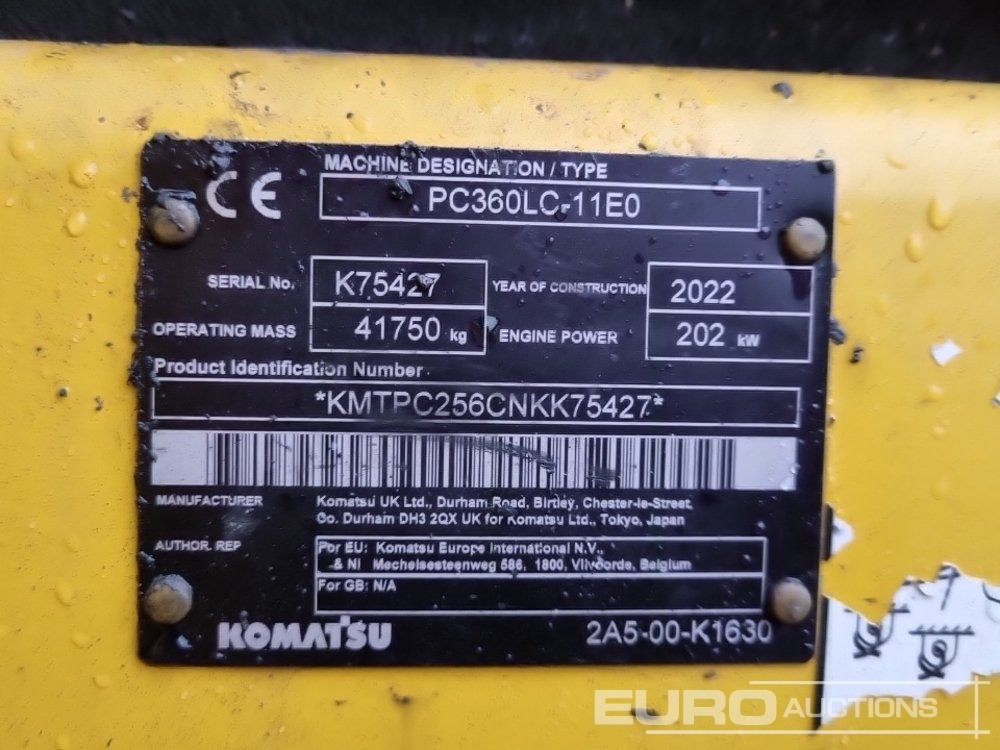 CE
MACHINE DESIGNATION / TYPE
PC360LC-11E0
SERIAL No. K75427 YEAR OF CONSTRUCTION 2022
OPERATING MASS 41750 kg ENGINE POWER 202 kW
Product Identification Number
*KMTPC256CNKK75427*
MANUFACTURER Komatsu UK Ltd., Durham Road, Birtley, Chester-le-Street,
Co. Durham DH3 2QX UK for Komatsu Ltd., Tokyo, Japan
AUTHOR. REP For EU: Komatsu Europe International N.V.,
& NI Mechelsesteenweg 586, 1800, Vilvoorde, Belgium
For GB: N/A
KOMATSU 2A5-00-K1630
EURO AUCTIONS